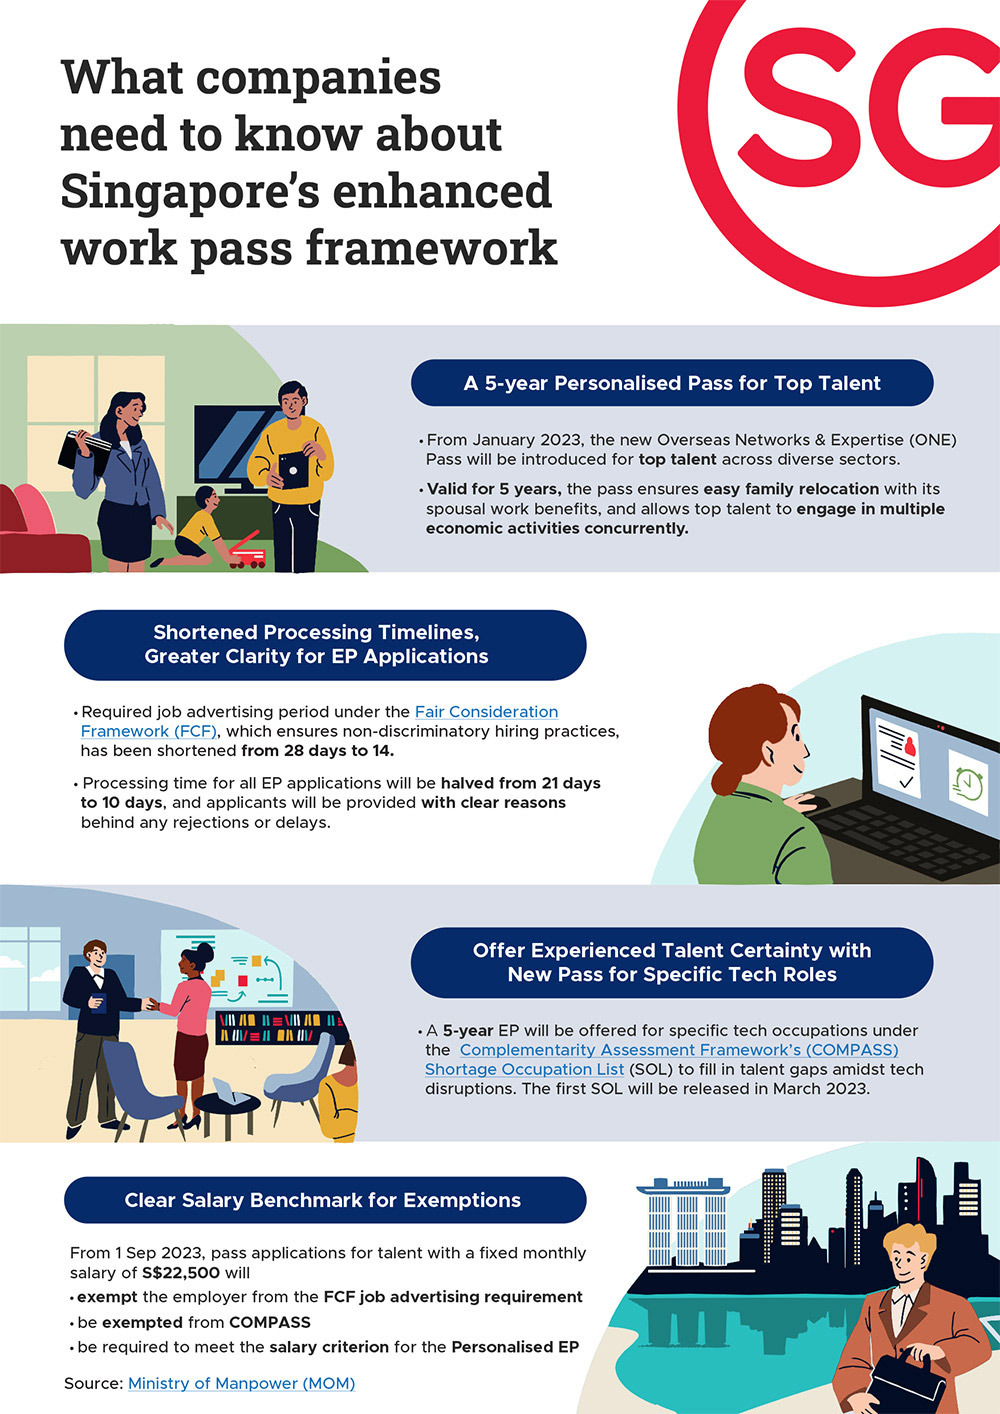 What companies
need to know about
Singapore's enhanced
work pass framework
SG
A 5-year Personalised Pass for Top Talent
• From January 2023, the new Overseas Networks & Expertise (ONE)
Pass will be introduced for top talent across diverse sectors.
• Valid for 5 years, the pass ensures easy family relocation with its
spousal work benefits, and allows top talent to engage in multiple
economic activities concurrently.
Shortened Processing Timelines,
Greater Clarity for EP Applications
• Required job advertising period under the Fair Consideration
Framework (FCF), which ensures non-discriminatory hiring practices,
has been shortened from 28 days to 14.
• Processing time for all EP applications will be halved from 21 days
to 10 days, and applicants will be provided with clear reasons
behind any rejections or delays.
Offer Experienced Talent Certainty with
New Pass for Specific Tech Roles
• A 5-year EP will be offered for specific tech occupations under
the Complementarity Assessment Framework's (COMPASS)
Shortage Occupation List (SOL) to fill in talent gaps amidst tech
disruptions. The first SOL will be released in March 2023.
Clear Salary Benchmark for Exemptions
From 1 Sep 2023, pass applications for talent with a fixed monthly
salary of S$22,500 will
• exempt the employer from the FCF job advertising requirement
• be exempted from COMPASS
• be required to meet the salary criterion for the Personalised EP
Source: Ministry of Manpower (MOM)